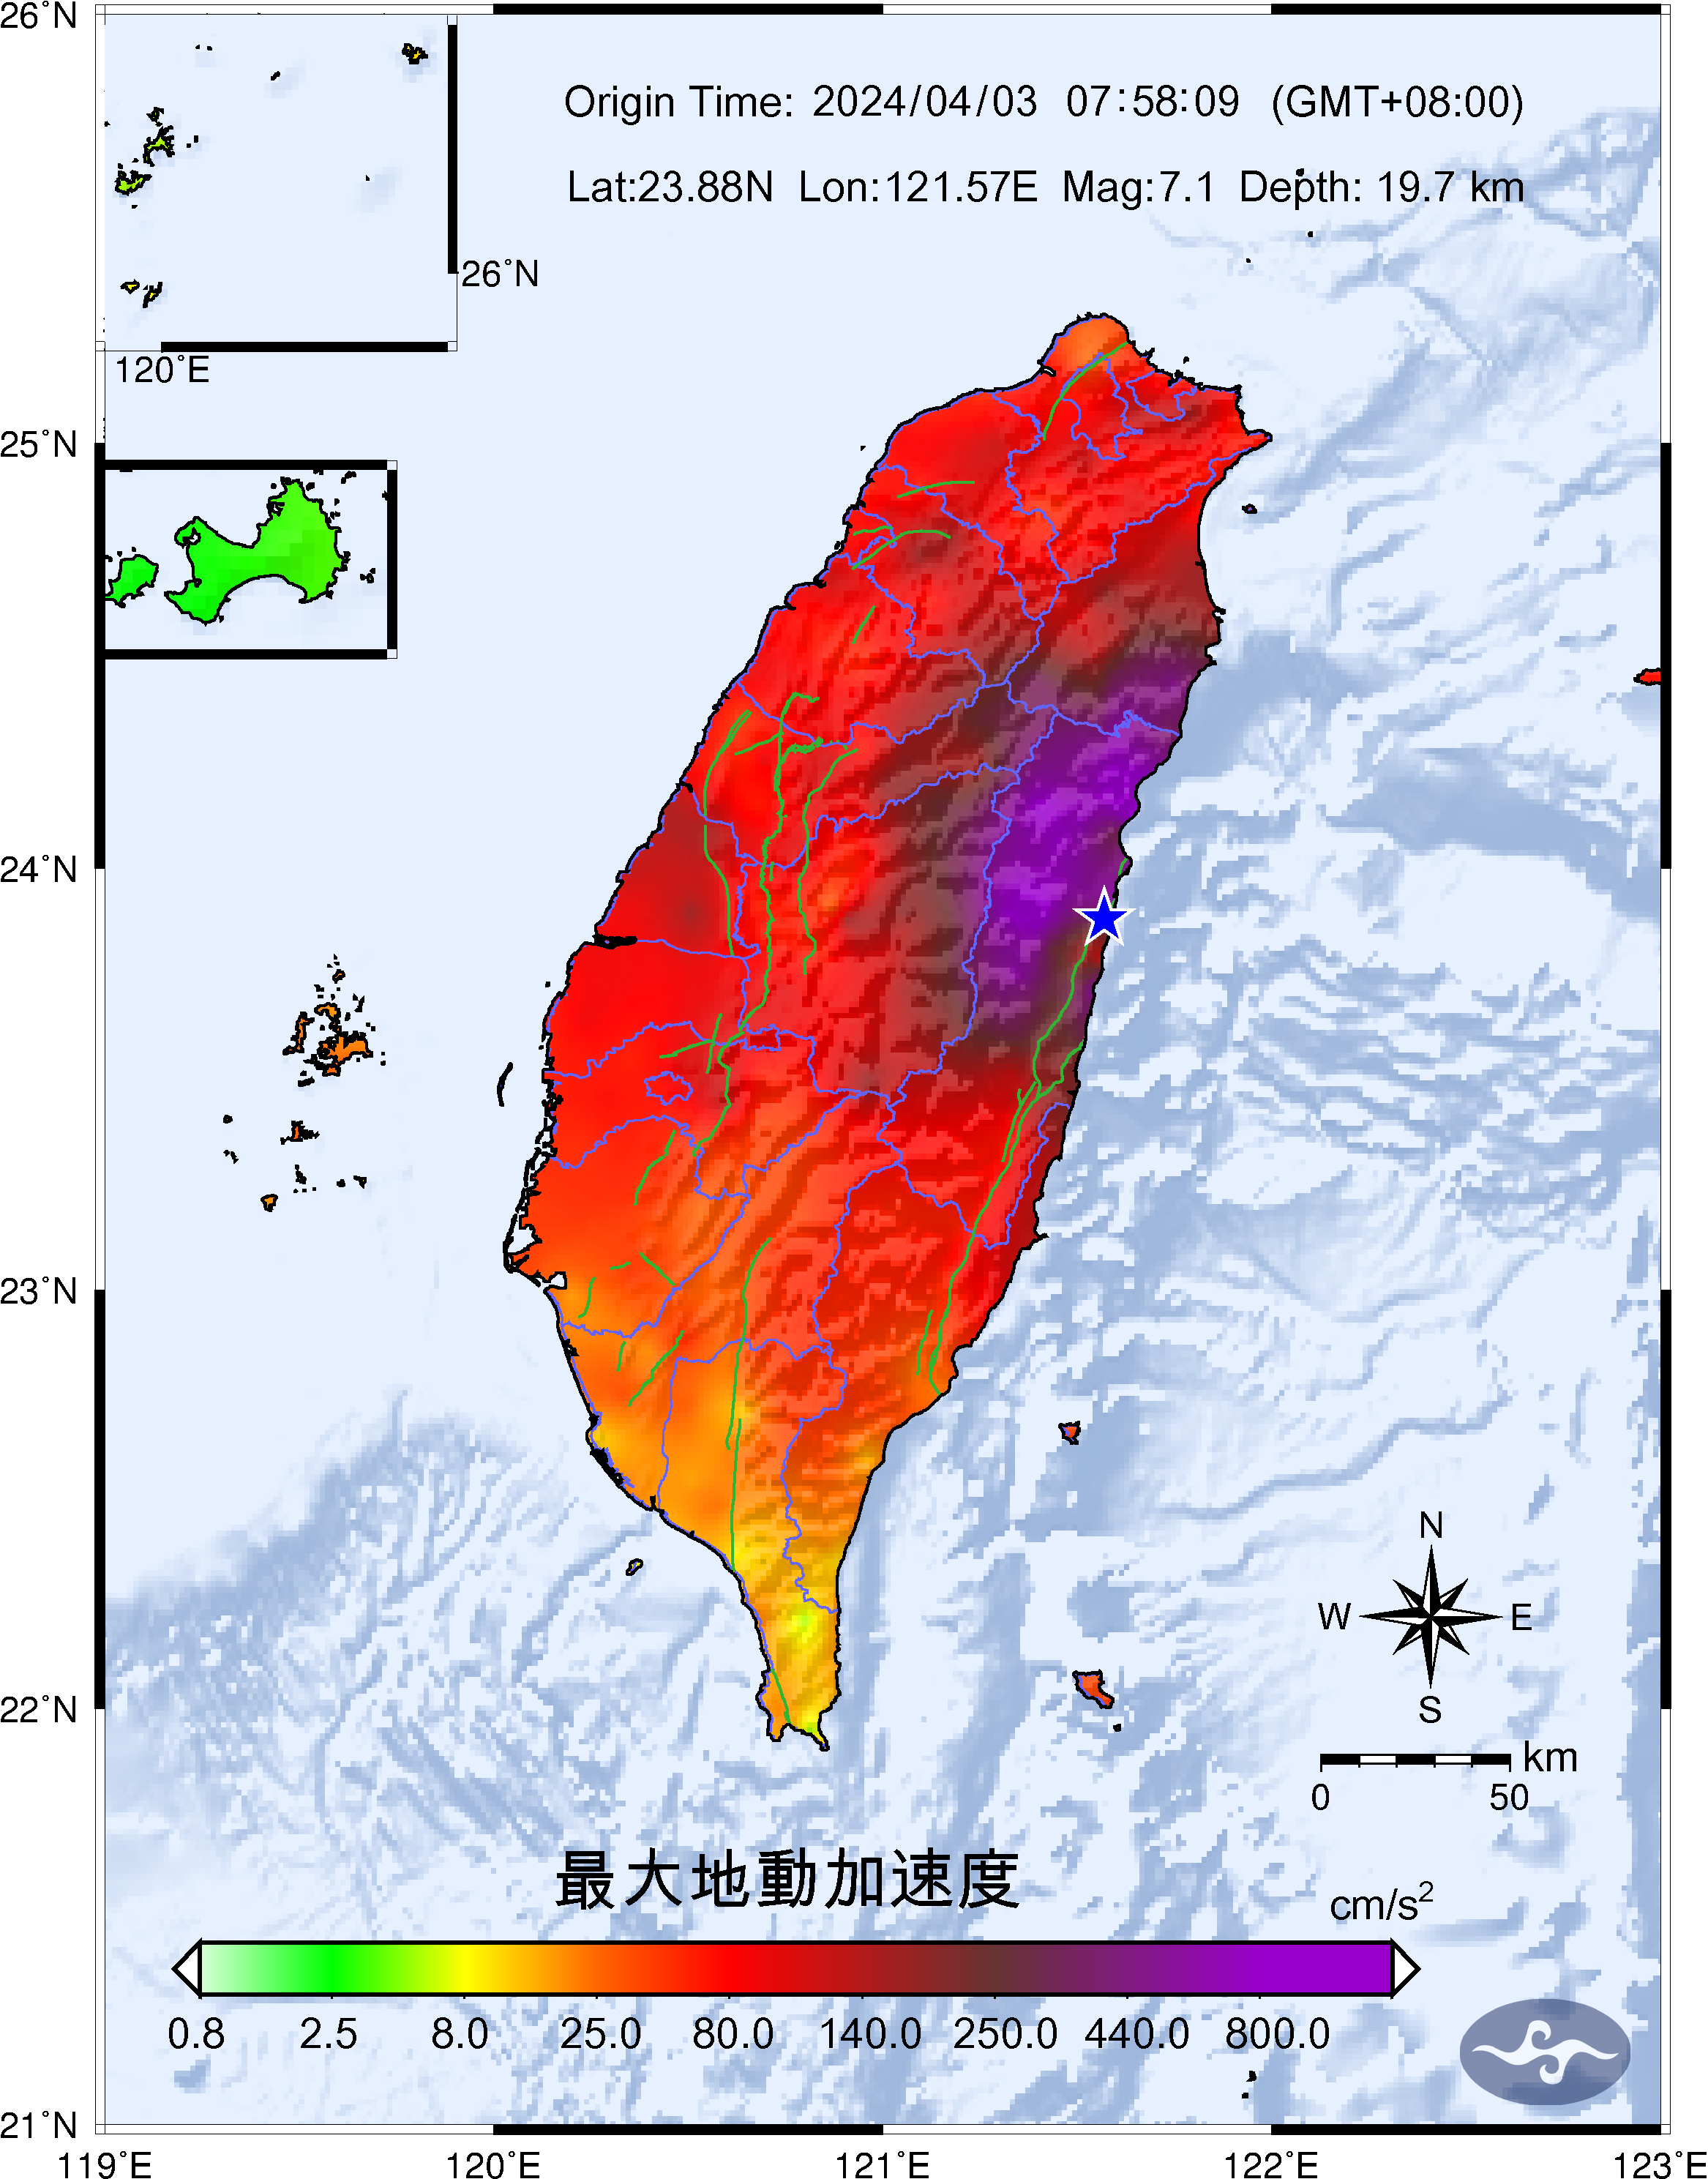 26°N
Origin Time: 2024/04/03 07:58:09 (GMT+08:00)
Lat:23.88N Lon:121.57E Mag:7.1 Depth: 19.7 km
26°N
120°E
25°N
24°N
23°N
22°N
N
W E
S
km
0 50
最大地動加速度
cm/s²
0.8 2.5 8.0 25.0 80.0 140.0 250.0 440.0 800.0
21°N
119°E 120°E 121°E 122°E 123°E